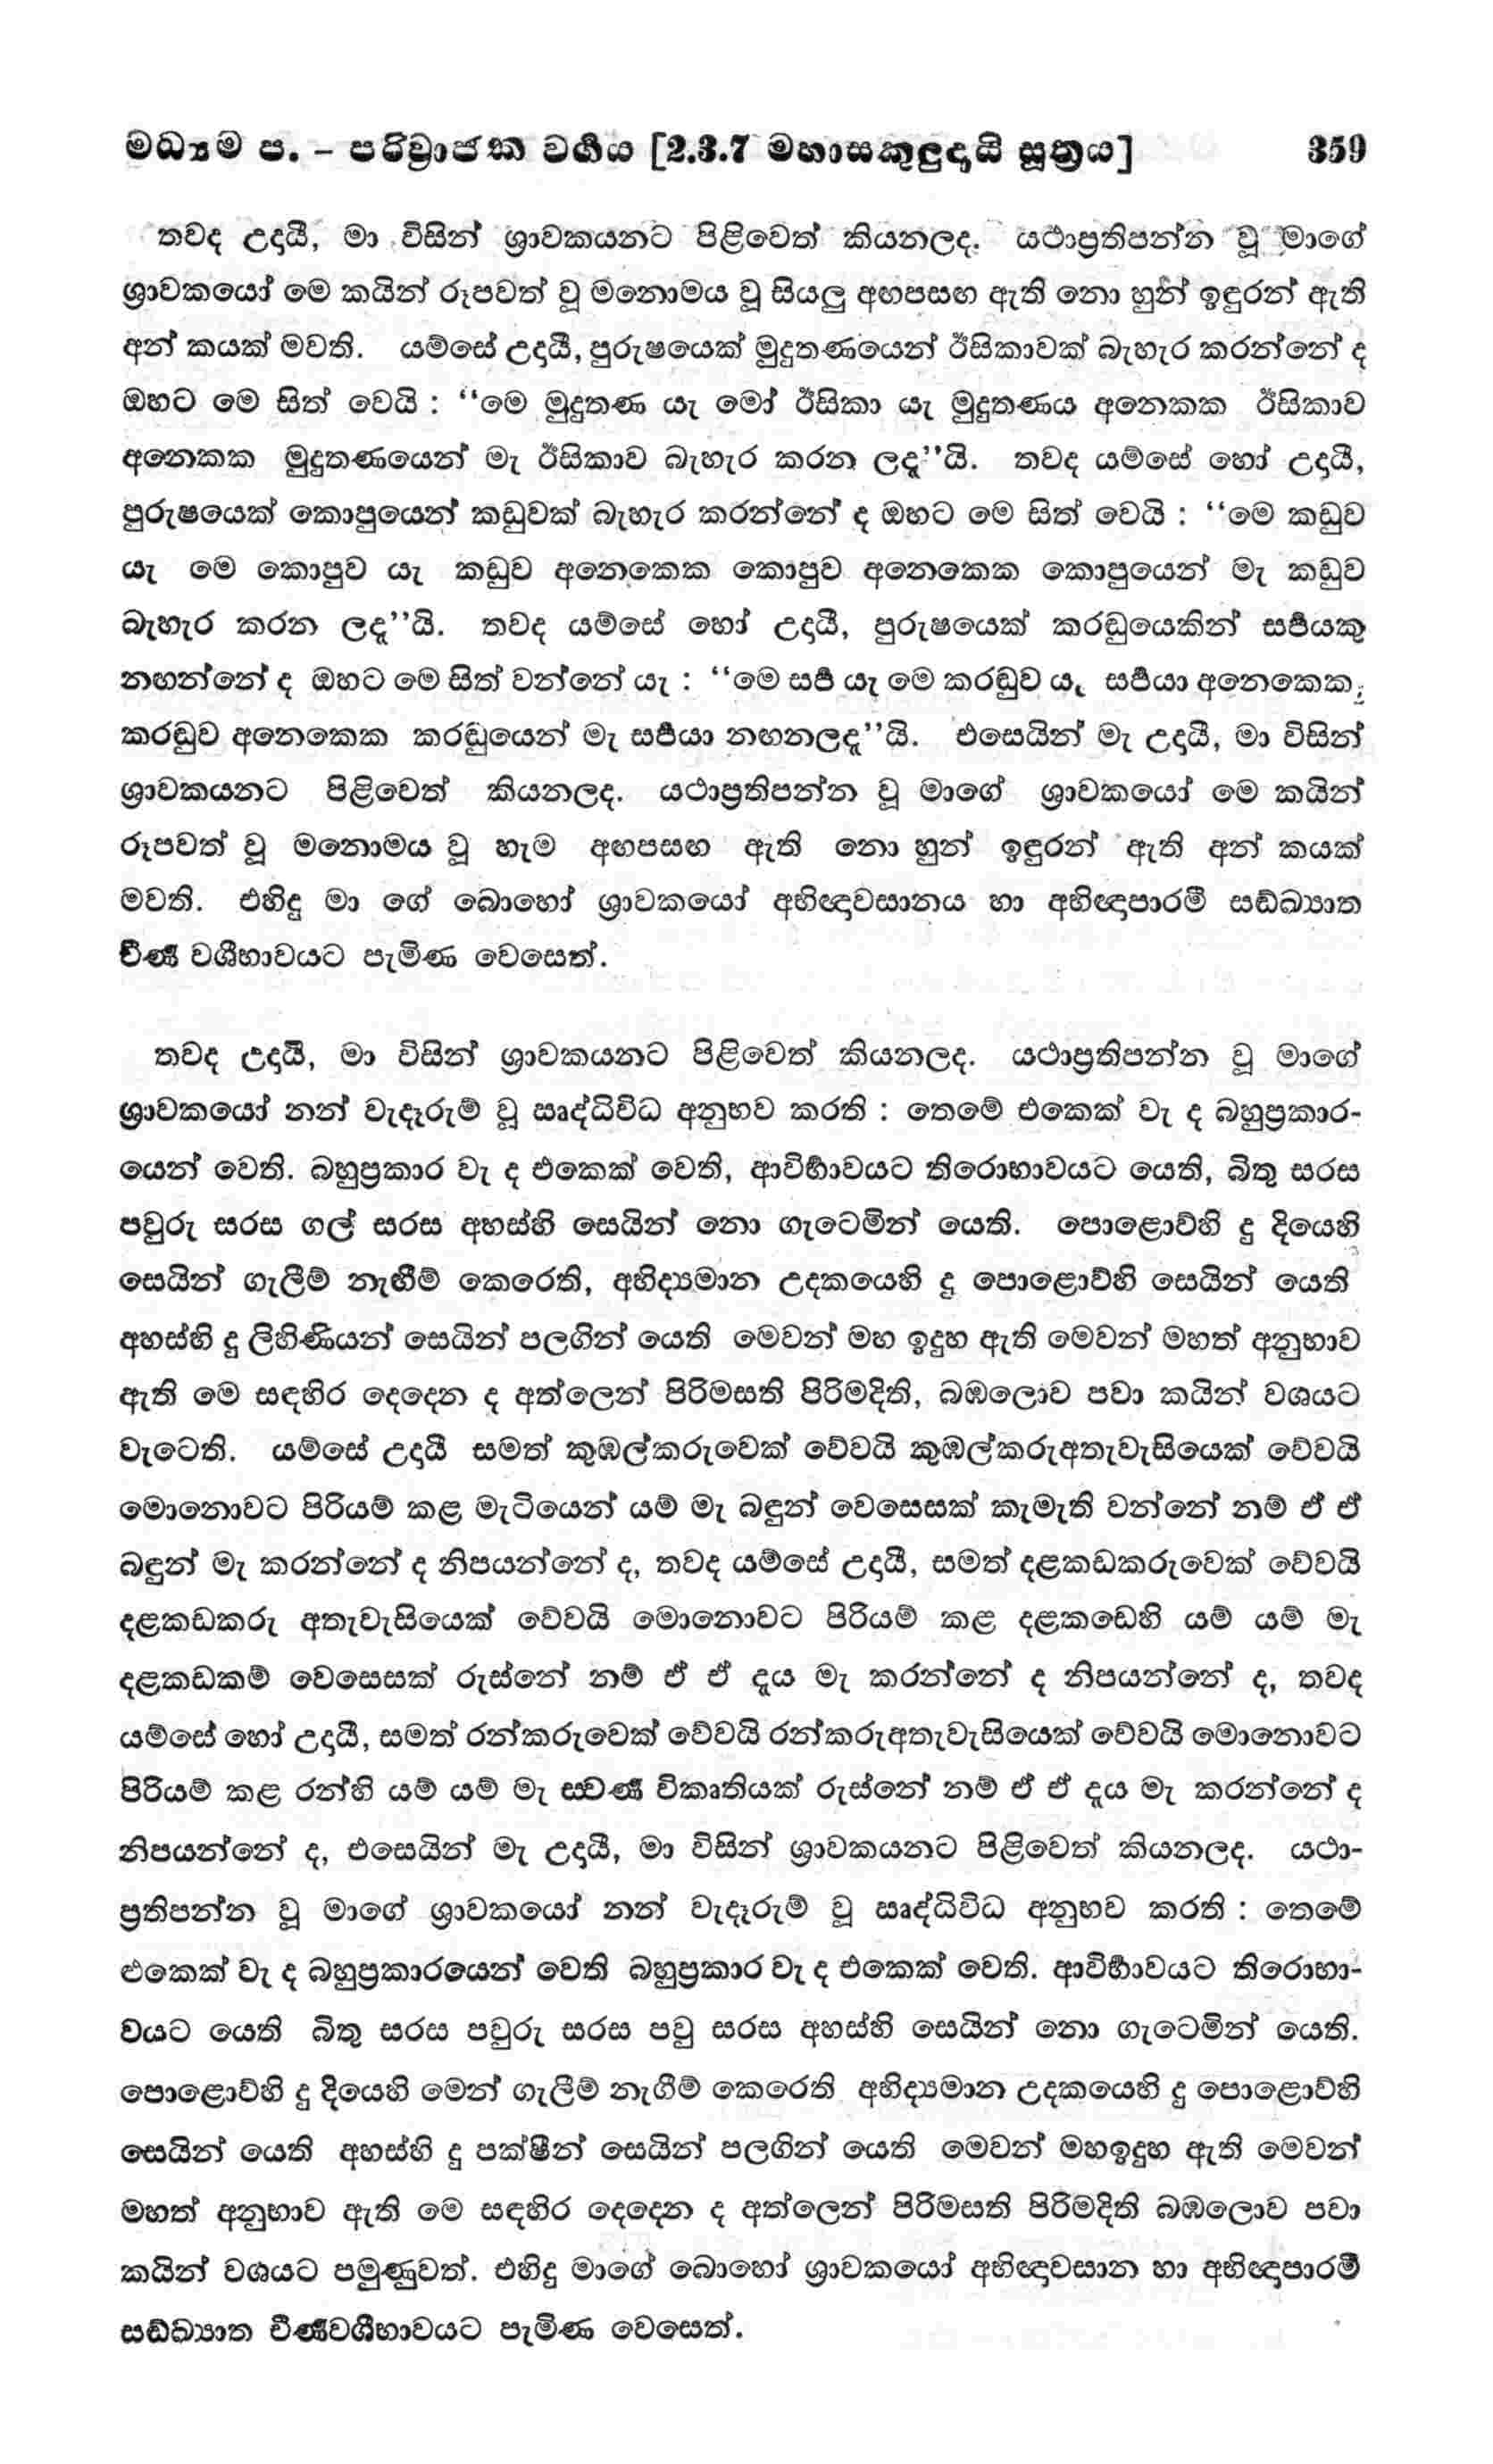 මධ්‍යම ප. – පරිව්‍රාජක වර්‍ගය [2.3.7 මහාසකුලුදායි සූත්‍රය] 359
තවද උදායී, මා විසින් ශ්‍රාවකයනට පිළිවෙත් කියනලද. යථාප්‍රතිපන්න වූ මාගේ
ශ්‍රාවකයෝ මෙ කයින් රූපවත් වූ මනොමය වූ සියලු අඟපසඟ ඇති නො හුන් ඉඳුරන් ඇති
අන් කයක් මවති. යම්සේ උදායී, පුරුෂයෙක් මුදුතණයෙන් ඊසිකාවක් බැහැර කරන්නේ ද
ඔහට මෙ සිත් වෙයි : “මෙ මුදුතණ යැ මෝ ඊසිකා යැ මුදුතණය අනෙකක ඊසිකාව
අනෙකක මුදුතණයෙන් මැ ඊසිකාව බැහැර කරන ලදූ”යි. තවද යම්සේ හෝ උදායී,
පුරුෂයෙක් කොපුයෙන් කඩුවක් බැහැර කරන්නේ ද ඔහට මෙ සිත් වෙයි : “මෙ කඩුව
යැ මෙ කොපුව යැ කඩුව අනෙකෙක කොපුව අනෙකෙක කොපුයෙන් මැ කඩුව
බැහැර කරන ලදූ”යි. තවද යම්සේ හෝ උදායී, පුරුෂයෙක් කරඬුයෙකින් සර්‍පයකු
නඟන්නේ ද ඔහට මෙ සිත් වන්නේ යැ : “මෙ සර්‍ප යැ මෙ කරඬුව යැ සර්‍පයා අනෙකෙක,
කරඬුව අනෙකෙක කරඬුයෙන් මැ සර්‍පයා නඟනලදූ”යි. එසෙයින් මැ උදායී, මා විසින්
ශ්‍රාවකයනට පිළිවෙත් කියනලද. යථාප්‍රතිපන්න වූ මාගේ ශ්‍රාවකයෝ මෙ කයින්
රූපවත් වූ මනොමය වූ හැම අඟපසඟ ඇති නො හුන් ඉඳුරන් ඇති අන් කයක්
මවති. එහිදු මා ගේ බොහෝ ශ්‍රාවකයෝ අභිඥාවසානය හා අභිඥාපාරමී සඞ්ඛ්‍යාත
චීර්‍ණ වශීභාවයට පැමිණ වෙසෙත්.
තවද උදායී, මා විසින් ශ්‍රාවකයනට පිළිවෙත් කියනලද. යථාප්‍රතිපන්න වූ මාගේ
ශ්‍රාවකයෝ නන් වැදෑරුම් වූ ඍද්ධිවිධ අනුභව කරති : තෙමේ එකෙක් වැ ද බහුප්‍රකාර-
යෙන් වෙති. බහුප්‍රකාර වැ ද එකෙක් වෙති, ආවිර්‍භාවයට තිරොභාවයට යෙති, බිතු සරස
පවුරු සරස ගල් සරස අහස්හි සෙයින් නො ගැටෙමින් යෙති. පොළොව්හි දු දියෙහි
සෙයින් ගැලීම් නැඟීම් කෙරෙති, අභිද්‍යමාන උදකයෙහි දු පොළොව්හි සෙයින් යෙති
අහස්හි දු ලිහිණියන් සෙයින් පලගින් යෙති මෙවන් මහ ඉදුහ ඇති මෙවන් මහත් අනුභාව
ඇති මෙ සඳහිර දෙදෙන ද අත්ලෙන් පිරිමසති පිරිමදිති, බඹලොව පවා කයින් වශයට
වැටෙති. යම්සේ උදායී සමත් කුඹල්කරුවෙක් වේවයි කුඹල්කරුඅතැවැසියෙක් වේවයි
මොනොවට පිරියම් කළ මැටියෙන් යම් මැ බඳුන් වෙසෙසක් කැමැති වන්නේ නම් ඒ ඒ
බඳුන් මැ කරන්නේ ද නිපයන්නේ ද, තවද යම්සේ උදායී, සමත් දළකඩකරුවෙක් වේවයි
දළකඩකරු අතැවැසියෙක් වේවයි මොනොවට පිරියම් කළ දළකඩෙහි යම් යම් මැ
දළකඩකම් වෙසෙසක් රුස්නේ නම් ඒ ඒ දෑය මැ කරන්නේ ද නිපයන්නේ ද, තවද
යම්සේ හෝ උදායී, සමත් රන්කරුවෙක් වේවයි රන්කරුඅතැවැසියෙක් වේවයි මොනොවට
පිරියම් කළ රන්හි යම් යම් මැ ස්වර්‍ණ විකෘතියක් රුස්නේ නම් ඒ ඒ දෑය මැ කරන්නේ ද
නිපයන්නේ ද, එසෙයින් මැ උදායී, මා විසින් ශ්‍රාවකයනට පිළිවෙත් කියනලද. යථා-
ප්‍රතිපන්න වූ මාගේ ශ්‍රාවකයෝ නන් වැදෑරුම් වූ ඍද්ධිවිධ අනුභව කරති : තෙමේ
එකෙක් වැ ද බහුප්‍රකාරයෙන් වෙති බහුප්‍රකාර වැ ද එකෙක් වෙති. ආවිර්‍භාවයට තිරොභා-
වයට යෙති බිතු සරස පවුරු සරස පවු සරස අහස්හි සෙයින් නො ගැටෙමින් යෙති.
පොළොව්හි දු දියෙහි මෙන් ගැලීම් නැගීම් කෙරෙති අභිද්‍යමාන උදකයෙහි දු පොළොව්හි
සෙයින් යෙති අහස්හි දු පක්ෂීන් සෙයින් පලගින් යෙති මෙවන් මහඉදුහ ඇති මෙවන්
මහත් අනුභාව ඇති මෙ සඳහිර දෙදෙන ද අත්ලෙන් පිරිමසති පිරිමදිති බඹලොව පවා
කයින් වශයට පමුණුවත්. එහිදු මාගේ බොහෝ ශ්‍රාවකයෝ අභිඥාවසාන හා අභිඥාපාරමී
සඞ්ඛ්‍යාත චීර්‍ණවශීභාවයට පැමිණ වෙසෙත්.